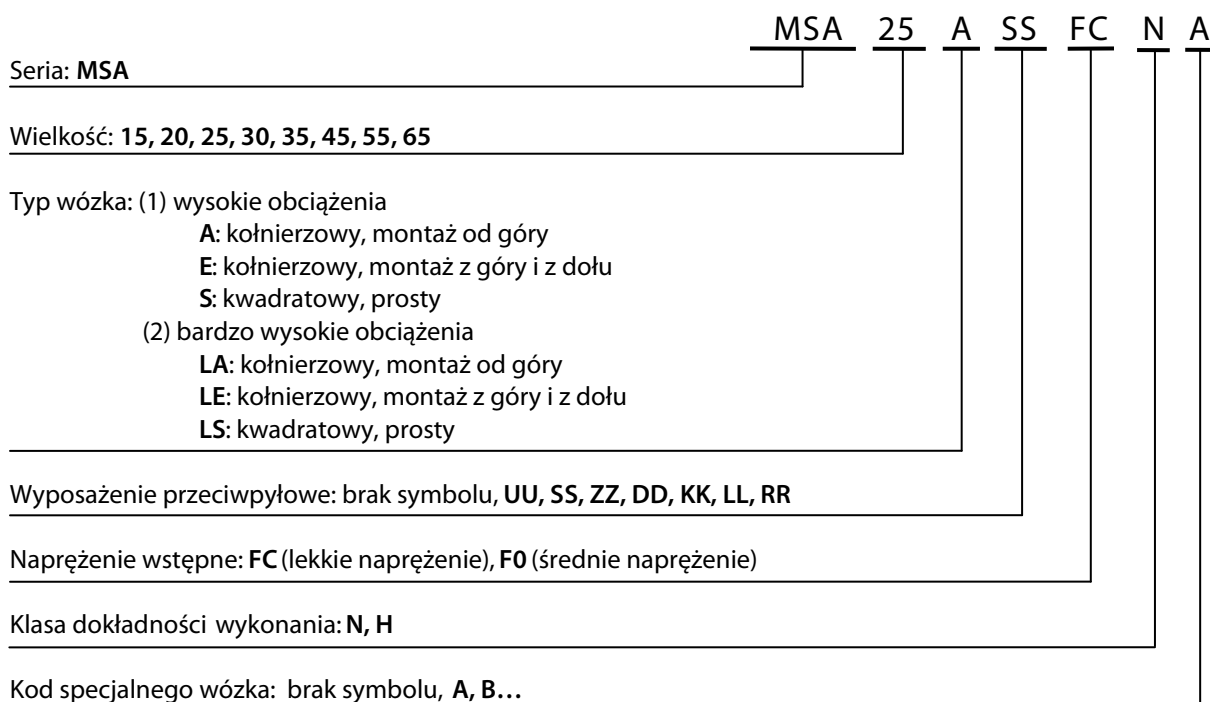 MSA 25 A SS FC N A
Seria: MSA
Wielkość: 15, 20, 25, 30, 35, 45, 55, 65
Typ wózka: (1) wysokie obciążenia
A: kołnierzowy, montaż od góry
E: kołnierzowy, montaż z góry i z dołu
S: kwadratowy, prosty
(2) bardzo wysokie obciążenia
LA: kołnierzowy, montaż od góry
LE: kołnierzowy, montaż z góry i z dołu
LS: kwadratowy, prosty
Wyposażenie przeciwpyłowe: brak symbolu, UU, SS, ZZ, DD, KK, LL, RR
Naprężenie wstępne: FC (lekkie naprężenie), F0 (średnie naprężenie)
Klasa dokładności wykonania: N, H
Kod specjalnego wózka: brak symbolu, A, B...